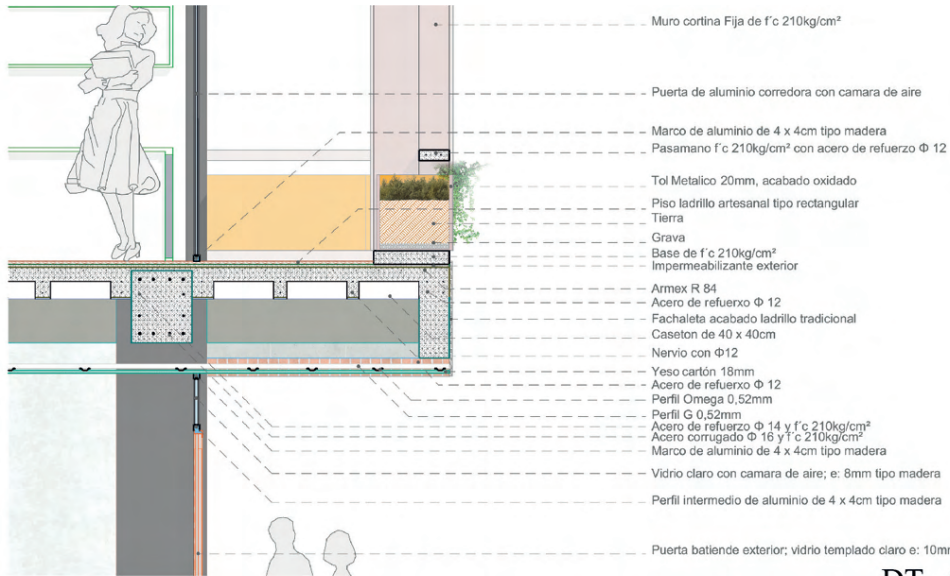 Muro cortina Fija de f´c 210kg/cm²
Puerta de aluminio corredora con camara de aire
Marco de aluminio de 4 x 4cm tipo madera
Pasamano f´c 210kg/cm² con acero de refuerzo Φ 12
Tol Metalico 20mm, acabado oxidado
Piso ladrillo artesanal tipo rectangular
Tierra
Grava
Base de f´c 210kg/cm²
Impermeabilizante exterior
Armex R 84
Acero de refuerxo Φ 12
Fachaleta acabado ladrillo tradicional
Caseton de 40 x 40cm
Nervio con Φ12
Yeso cartón 18mm
Acero de refuerxo Φ 12
Perfil Omega 0,52mm
Perfil G 0,52mm
Acero de refuerzo Φ 14 y f´c 210kg/cm²
Acero corrugado Φ 16 y f´c 210kg/cm²
Marco de aluminio de 4 x 4cm tipo madera
Vidrio claro con camara de aire; e: 8mm tipo madera
Perfil intermedio de aluminio de 4 x 4cm tipo madera
Puerta batiende exterior; vidrio templado claro e: 10mm